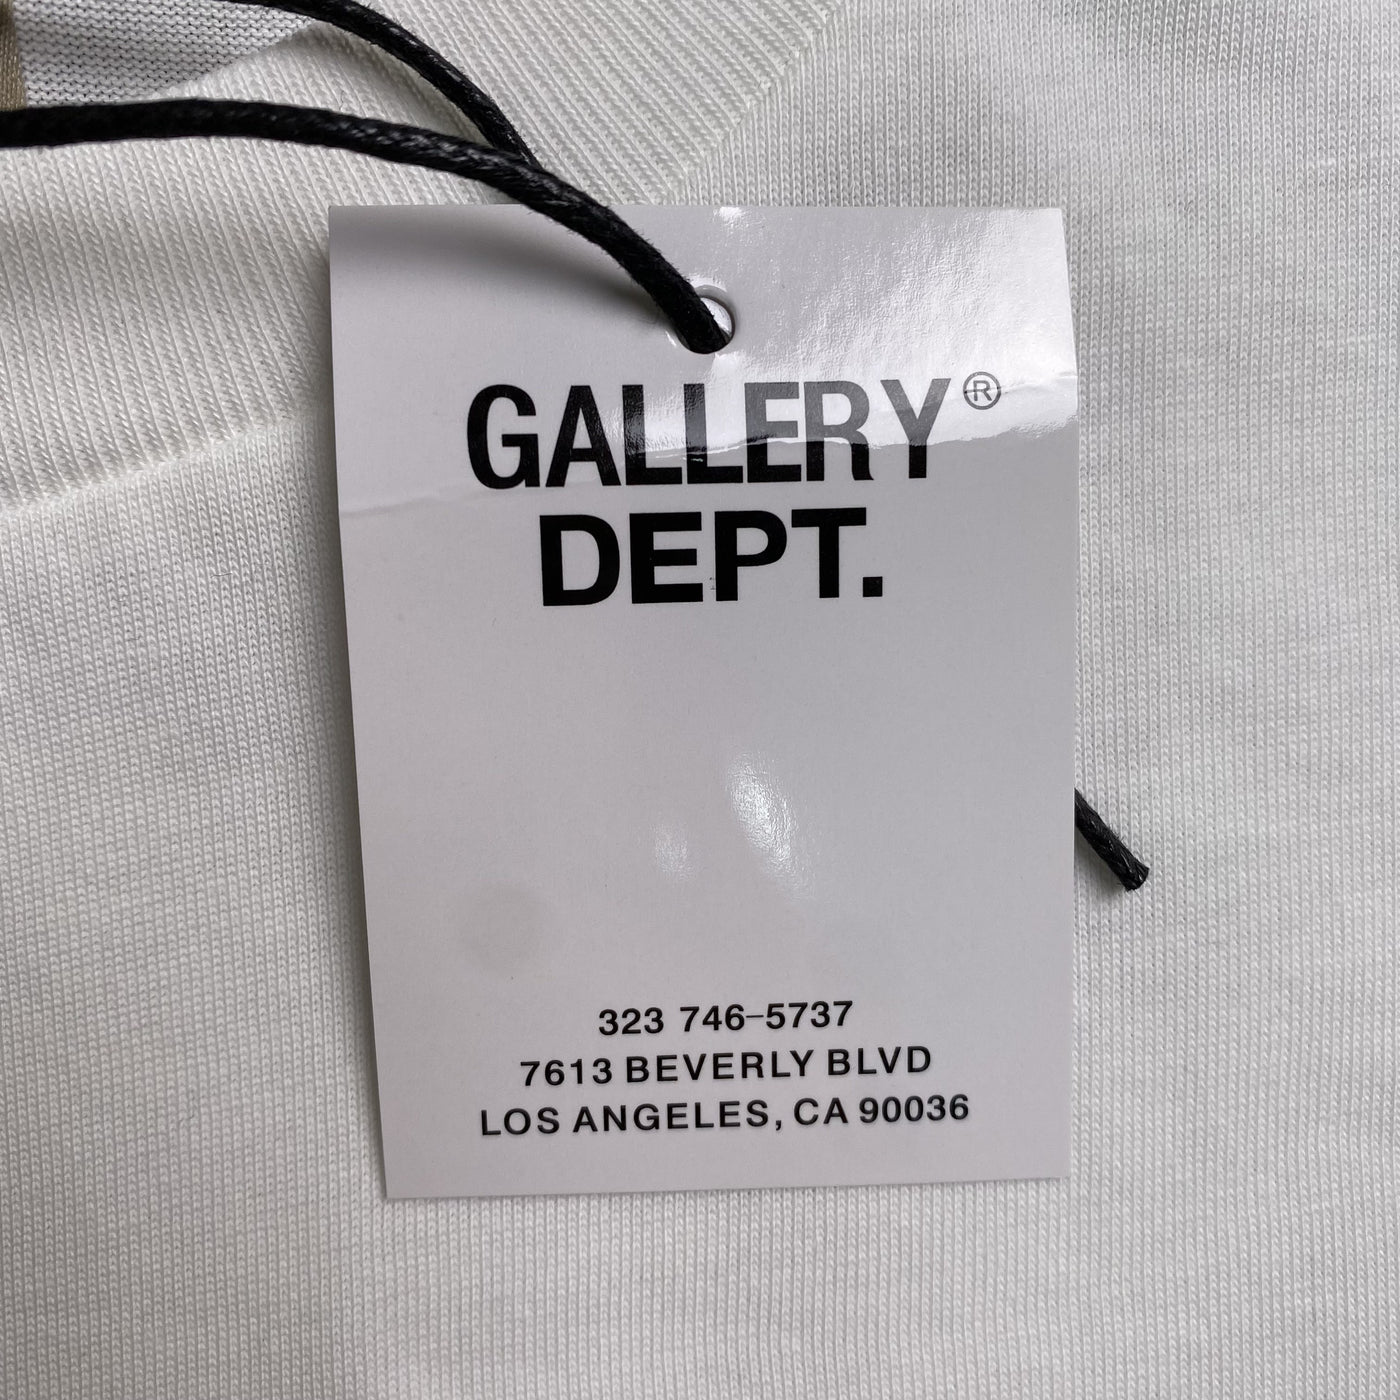 GALLERY®
DEPT.
323 746-5737
7613 BEVERLY BLVD
LOS ANGELES, CA 90036